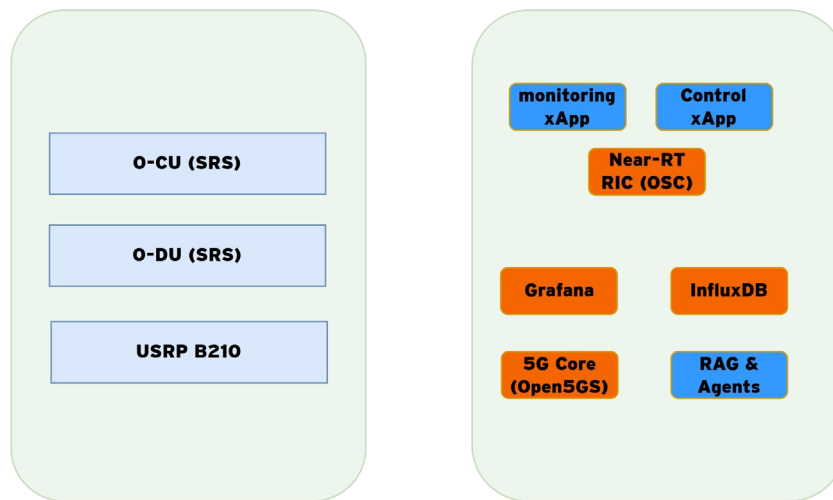 O-CU (SRS)
O-DU (SRS)
USRP B210
monitoring
xApp
Control
xApp
Near-RT
RIC (OSC)
Grafana
InfluxDB
5G Core
(Open5GS)
RAG &
Agents